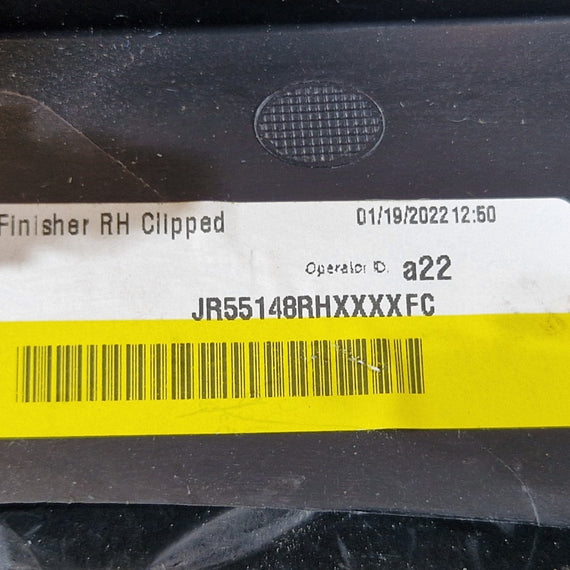 Finisher RH Clipped 01/19/2022 12:50
Operator ID: a22
JR55148RHXXXXFC